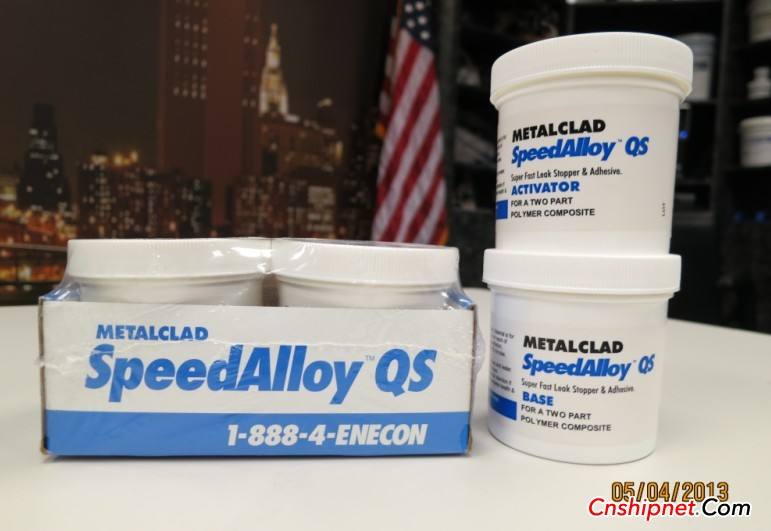 METALCLAD
SpeedAlloy™ QS
1-888-4-ENECON
METALCLAD
SpeedAlloy™ QS
Super Fast Leak Stopper & Adhesive.
ACTIVATOR
FOR A TWO PART
POLYMER COMPOSITE
METALCLAD
SpeedAlloy™ QS
Super Fast Leak Stopper & Adhesive.
BASE
FOR A TWO PART
POLYMER COMPOSITE
05/04/2013
Cnshipnet.Com